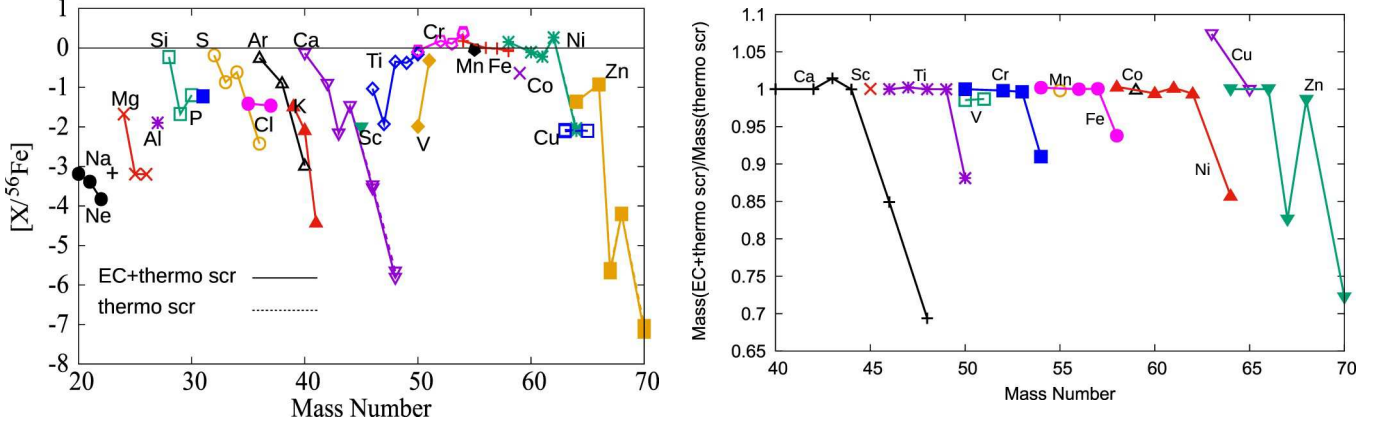 [X/⁵⁶Fe]
1
0
-1
-2
-3
-4
-5
-6
-7
-8
Si
S
Ar
Ca
Cr
Ni
Ti
Mn
Fe
Zn
Mg
Al
P
Cl
K
Sc
V
Co
Cu
Na
Ne
EC+thermo scr
thermo scr
20 30 40 50 60 70
Mass Number
Mass(EC+thermo scr)/Mass(thermo scr)
1.1
1.05
1
0.95
0.9
0.85
0.8
0.75
0.7
0.65
Cu
Ca
Sc
Ti
Cr
Mn
Co
Zn
V
Fe
Ni
40 45 50 55 60 65 70
Mass Number